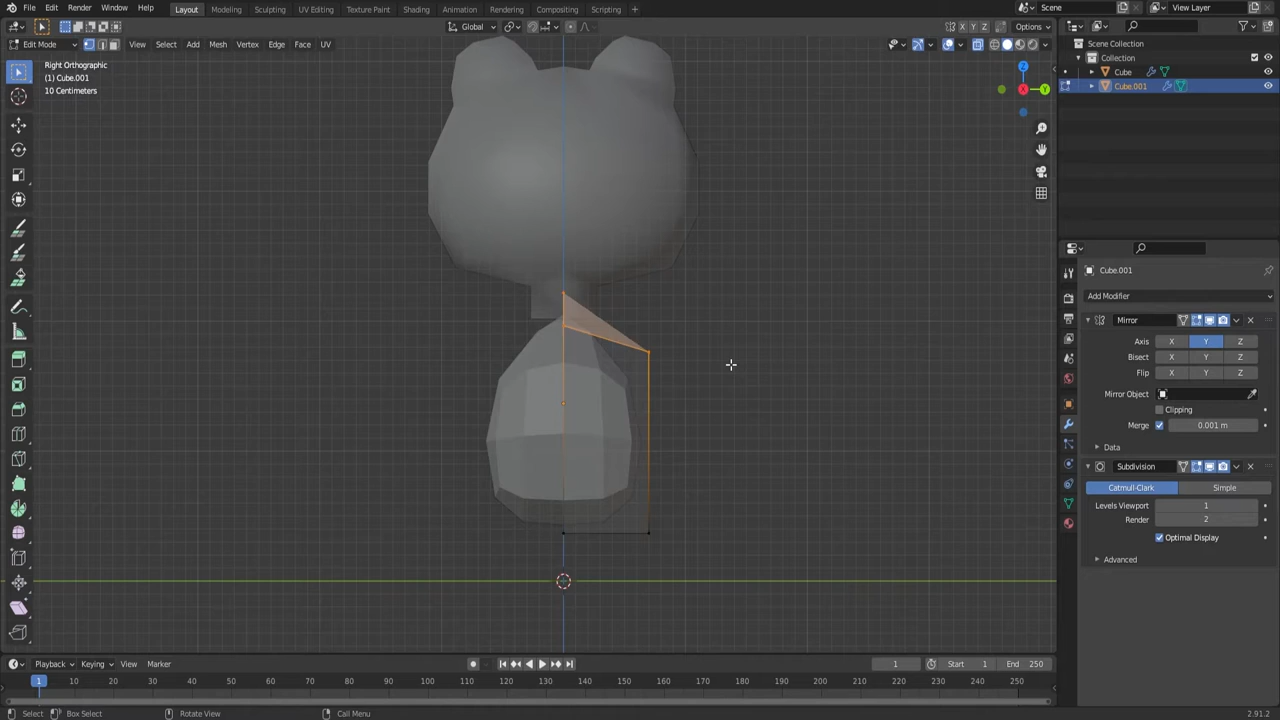 File Edit Render Window Help Layout Modeling Sculpting UV Editing Texture Paint Shading Animation Rendering Compositing Scripting Scene View Layer
Global Options
X Y Z
Edit Mode View Select Add Mesh Vertex Edge Face UV
Scene Collection
Collection
Cube
Cube.001
Right Orthographic
(1) Cube.001
10 Centimeters
Z
X
Y
Cube.001
Add Modifier
Mirror
Axis X Y Z
Bisect X Y Z
Flip X Y Z
Mirror Object
Clipping
Merge 0.001 m
Data
Subdivision
Catmull-Clark Simple
Levels Viewport 1
Render 2
Optimal Display
Advanced
Playback Keying View Marker 1 Start 1 End 250
1 10 20 30 40 50 60 70 80 90 100 110 120 130 140 150 160 170 180 190 200 210 220 230 240 250
Select Box Select Rotate View Call Menu 2.91.2